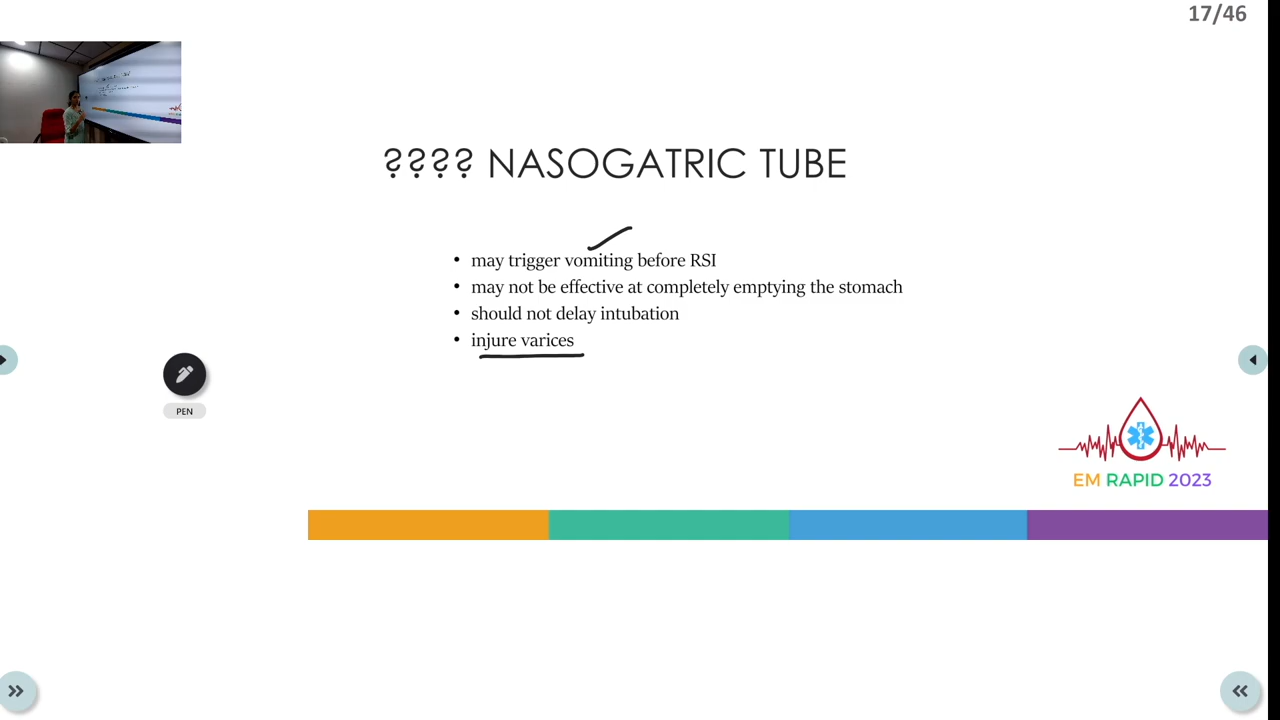 17/46
???? NASOGATRIC TUBE
• may trigger vomiting before RSI
• may not be effective at completely emptying the stomach
• should not delay intubation
• injure varices
PEN
EM RAPID 2023